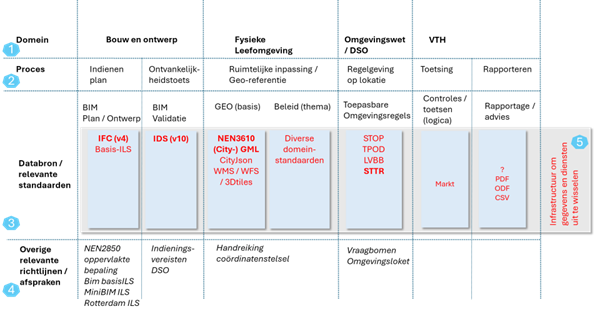 Domein
Bouw en ontwerp
Fysieke
Leefomgeving
Omgevingswet
/ DSO
VTH
1
Proces
Indienen
plan
Ontvankelijk-
heidstoets
Ruimtelijke inpassing /
Geo-referentie
Regelgeving
op lokatie
Toetsing
Rapporteren
2
BIM
Plan / Ontwerp
BIM
Validatie
GEO (basis)
Beleid (thema)
Toepasbare
Omgevingsregels
Controles /
toetsen
(logica)
Rapportage /
advies
Databron /
relevante
standaarden
IFC (v4)
Basis-ILS
IDS (v10)
NEN3610
(City-) GML
CityJson
WMS / WFS
/ 3Dtiles
Diverse
domein-
standaarden
STOP
TPOD
LVBB
STTR
Markt
?
PDF
ODF
CSV
5
Infrastructuur om
gegevens en diensten
uit te wisselen
3
Overige
relevante
richtlijnen /
afspraken
NEN2850
oppervlakte
bepaling
Bim basisILS
MiniBIM ILS
Rotterdam ILS
Indienings-
vereisten
DSO
Handreiking
coördinatenstelsel
Vraagbomen
Omgevingsloket
4